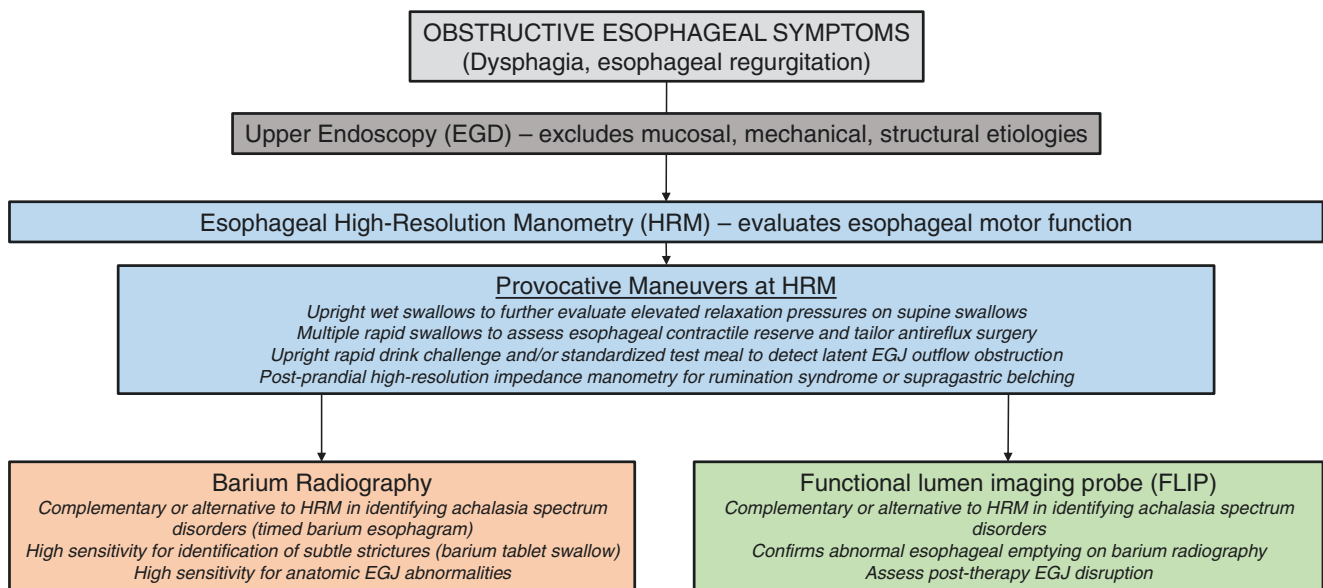 OBSTRUCTIVE ESOPHAGEAL SYMPTOMS
(Dysphagia, esophageal regurgitation)
Upper Endoscopy (EGD) – excludes mucosal, mechanical, structural etiologies
Esophageal High-Resolution Manometry (HRM) – evaluates esophageal motor function
Provocative Maneuvers at HRM
Upright wet swallows to further evaluate elevated relaxation pressures on supine swallows
Multiple rapid swallows to assess esophageal contractile reserve and tailor antireflux surgery
Upright rapid drink challenge and/or standardized test meal to detect latent EGJ outflow obstruction
Post-prandial high-resolution impedance manometry for rumination syndrome or supragastric belching
Barium Radiography
Complementary or alternative to HRM in identifying achalasia spectrum
disorders (timed barium esophagram)
High sensitivity for identification of subtle strictures (barium tablet swallow)
High sensitivity for anatomic EGJ abnormalities
Functional lumen imaging probe (FLIP)
Complementary or alternative to HRM in identifying achalasia spectrum
disorders
Confirms abnormal esophageal emptying on barium radiography
Assess post-therapy EGJ disruption